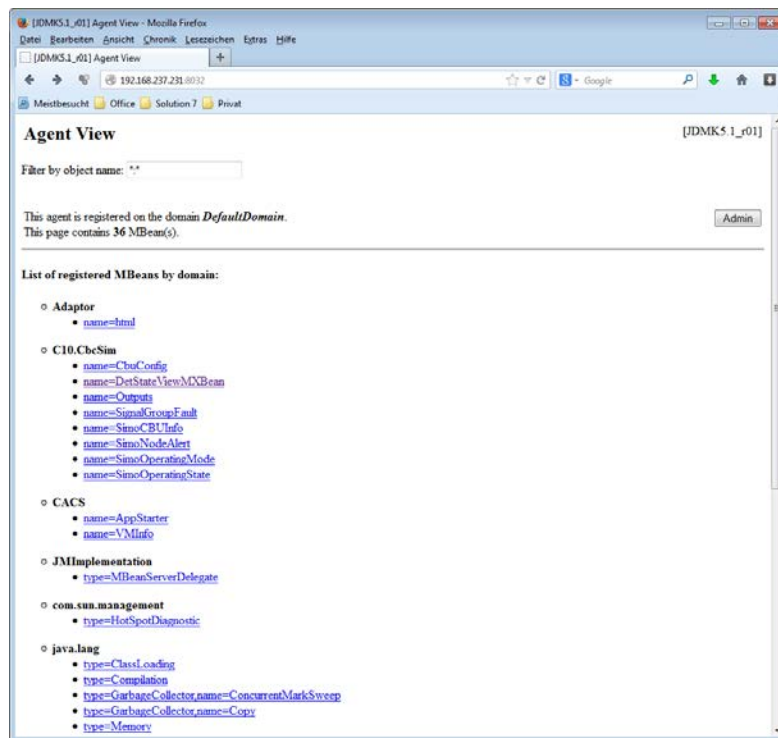 [JDMK5.1_r01] Agent View - Mozilla Firefox
Datei Bearbeiten Ansicht Chronik Lesezeichen Extras Hilfe
[JDMK5.1_r01] Agent View
192.168.237.231:8032
Google
Meistbesucht Office Solution 7 Privat
Agent View
[JDMK5.1_r01]
Filter by object name: *:*
This agent is registered on the domain DefaultDomain.
Admin
This page contains 36 MBean(s).
List of registered MBeans by domain:
Adaptor
name=html
C10.CbcSim
name=CbuConfig
name=DetStateViewMXBean
name=Outputs
name=SignalGroupFault
name=SimoCBUInfo
name=SimoNodeAlert
name=SimoOperatingMode
name=SimoOperatingState
CACS
name=AppStarter
name=VMInfo
JMImplementation
type=MBeanServerDelegate
com.sun.management
type=HotSpotDiagnostic
java.lang
type=ClassLoading
type=Compilation
type=GarbageCollector,name=ConcurrentMarkSweep
type=GarbageCollector,name=Copy
type=Memory